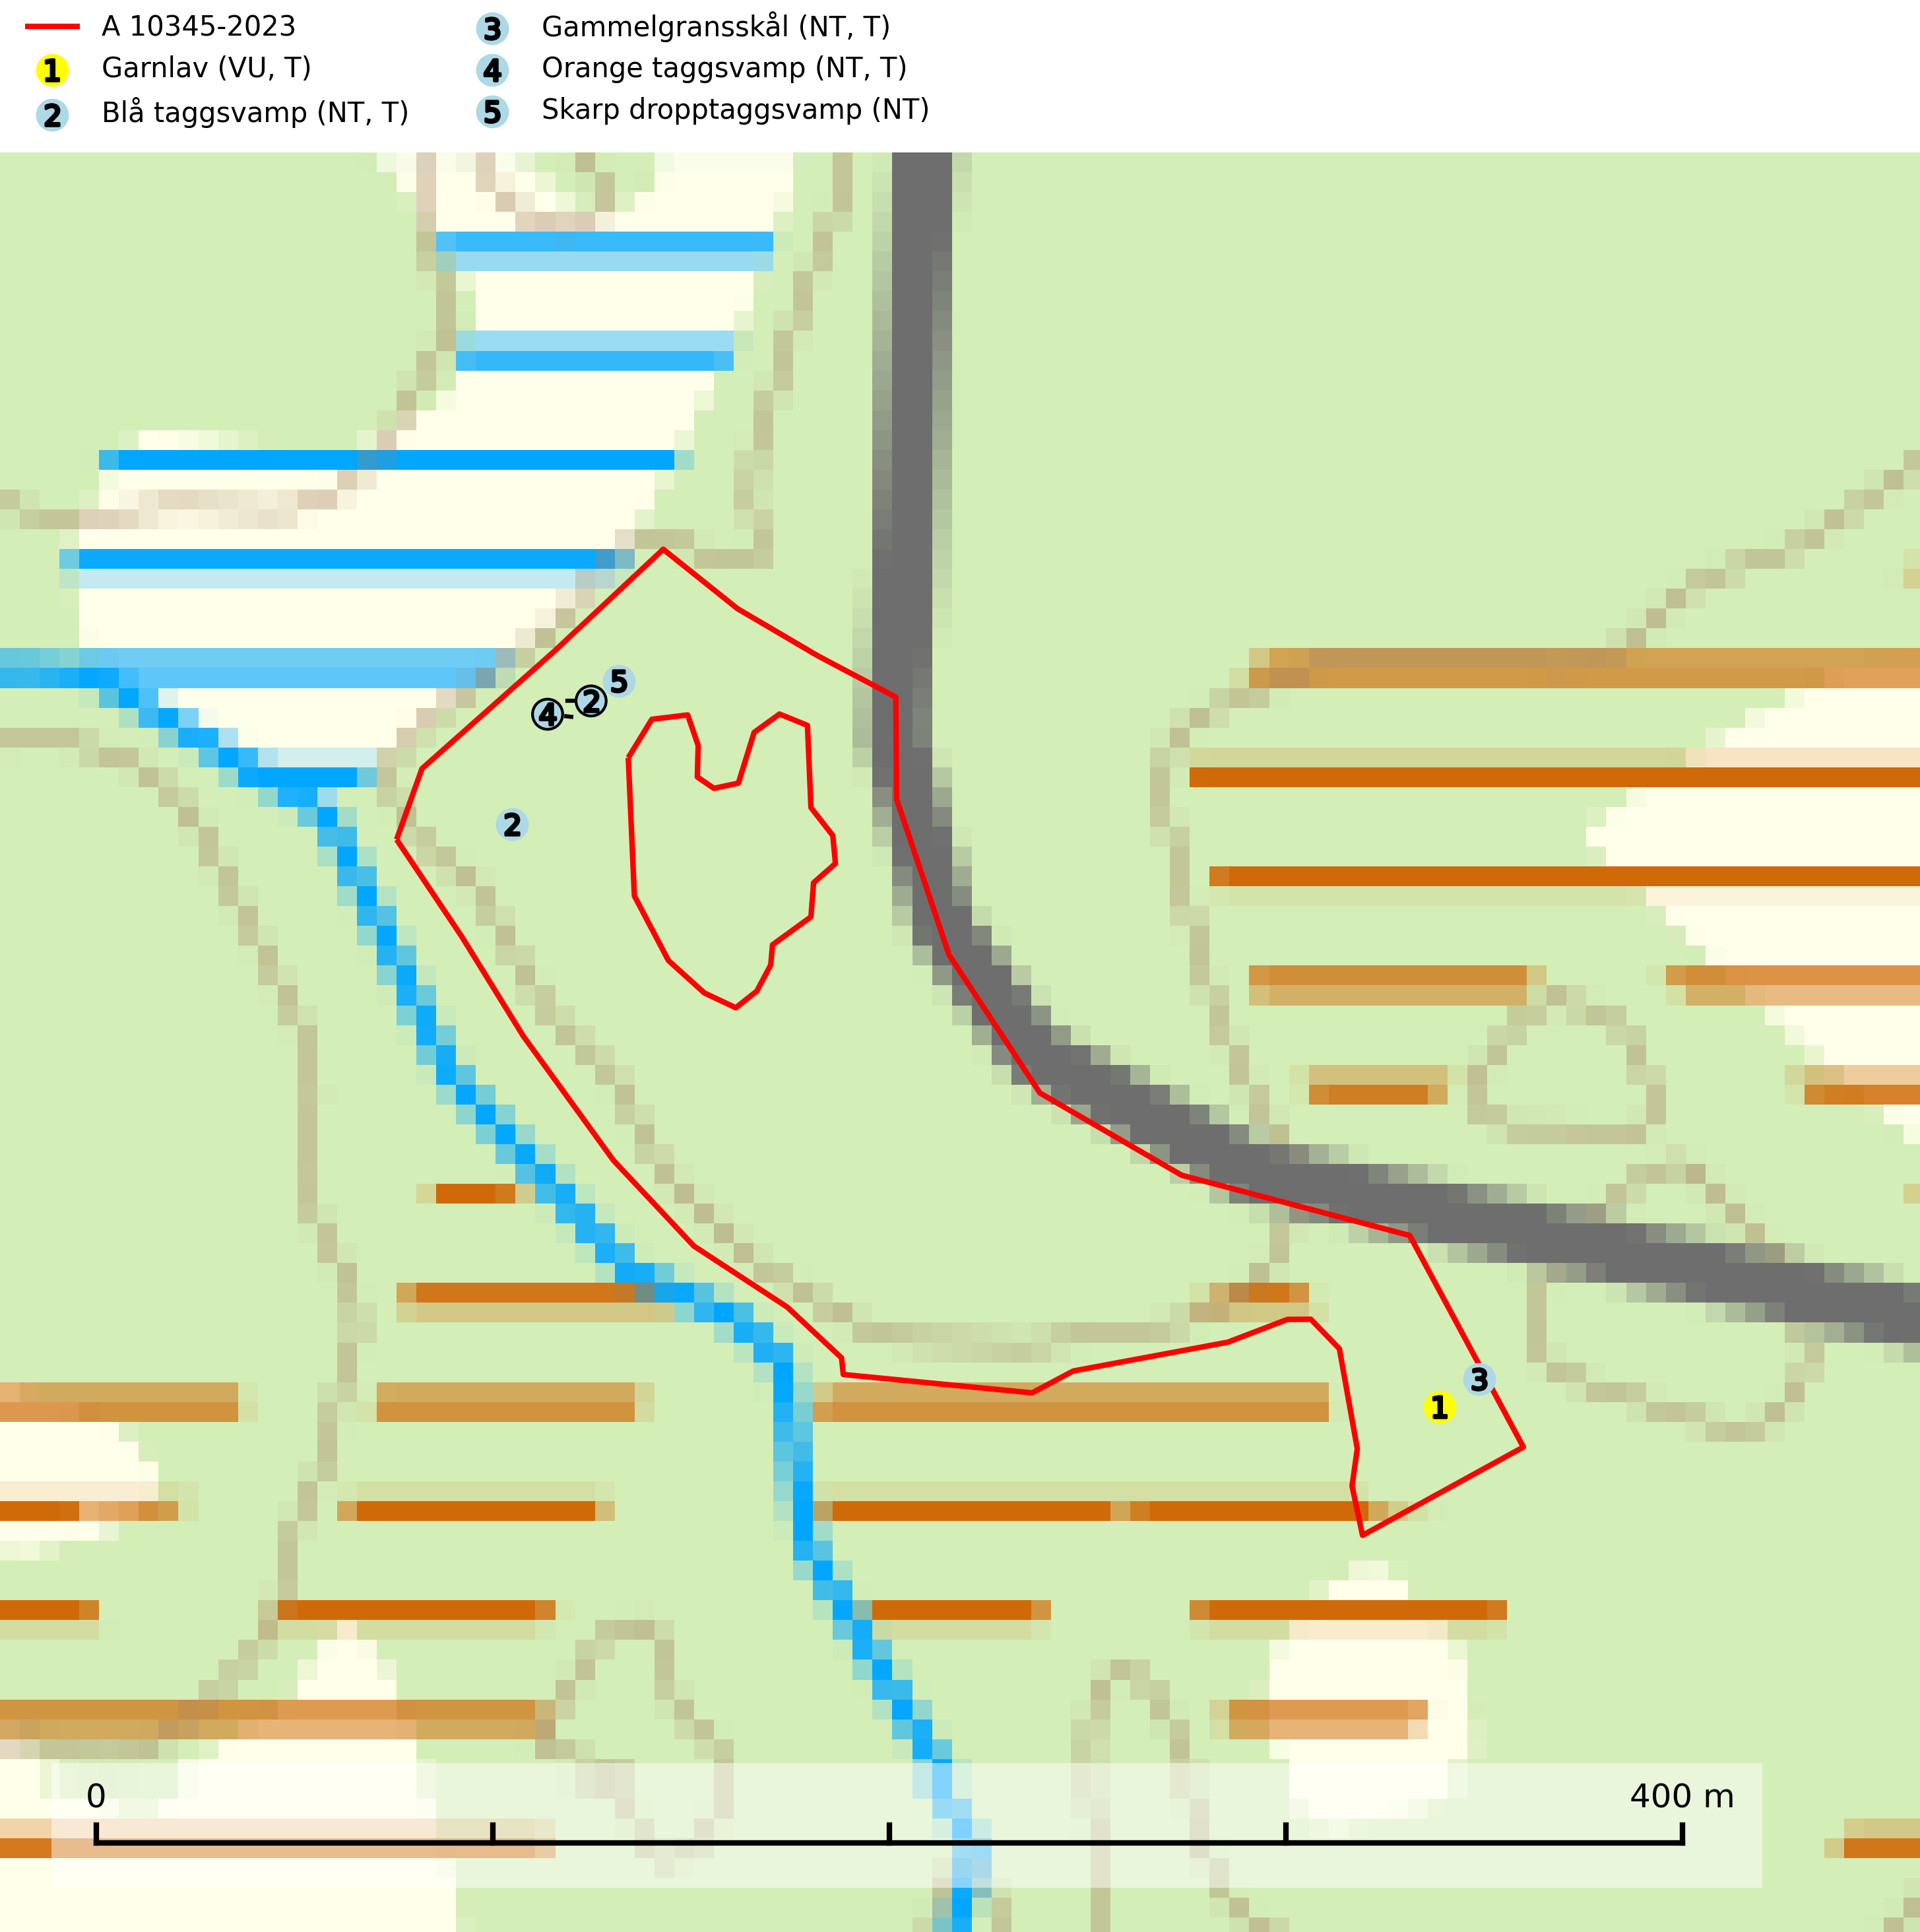 A 10345-2023
1 Garnlav (VU, T)
2 Blå taggsvamp (NT, T)
3 Gammelgransskål (NT, T)
4 Orange taggsvamp (NT, T)
5 Skarp dropptaggsvamp (NT)
5
4 2
2
3
1
0 400 m